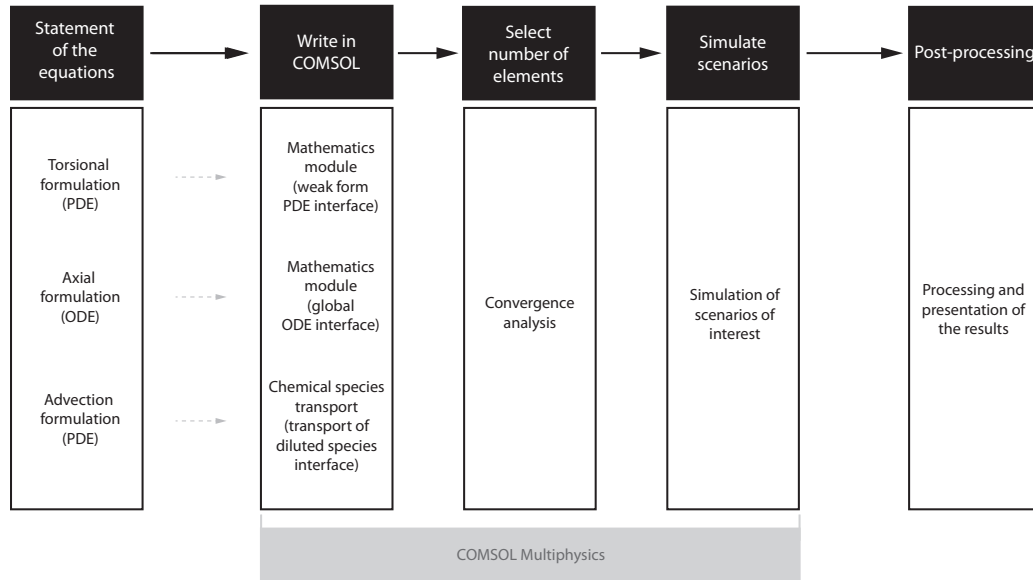 Statement
of the
equations
Write in
COMSOL
Select
number of
elements
Simulate
scenarios
Post-processing
Torsional
formulation
(PDE)
Axial
formulation
(ODE)
Advection
formulation
(PDE)
Mathematics
module
(weak form
PDE interface)
Mathematics
module
(global
ODE interface)
Chemical species
transport
(transport of
diluted species
interface)
Convergence
analysis
Simulation of
scenarios of
interest
Processing and
presentation of
the results
COMSOL Multiphysics